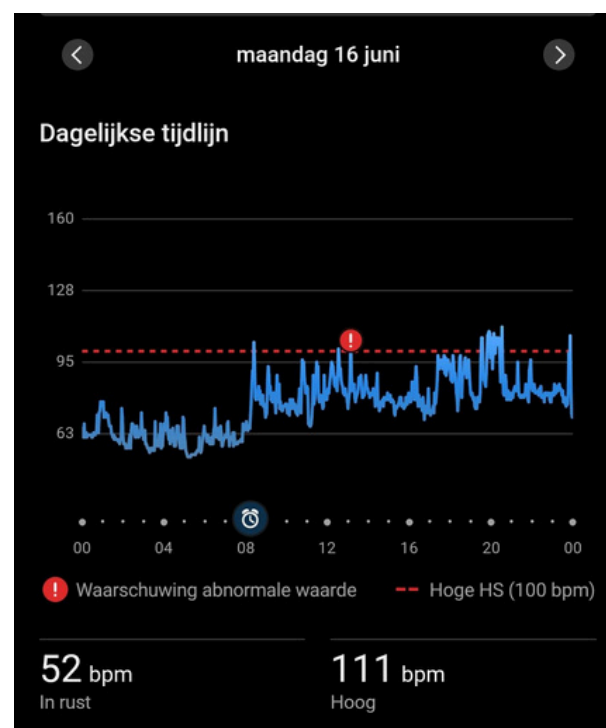 maandag 16 juni
Dagelijkse tijdlijn
160
128
95
63
00 04 08 12 16 20 00
Waarschuwing abnormale waarde Hoge HS (100 bpm)
52 bpm 111 bpm
In rust Hoog